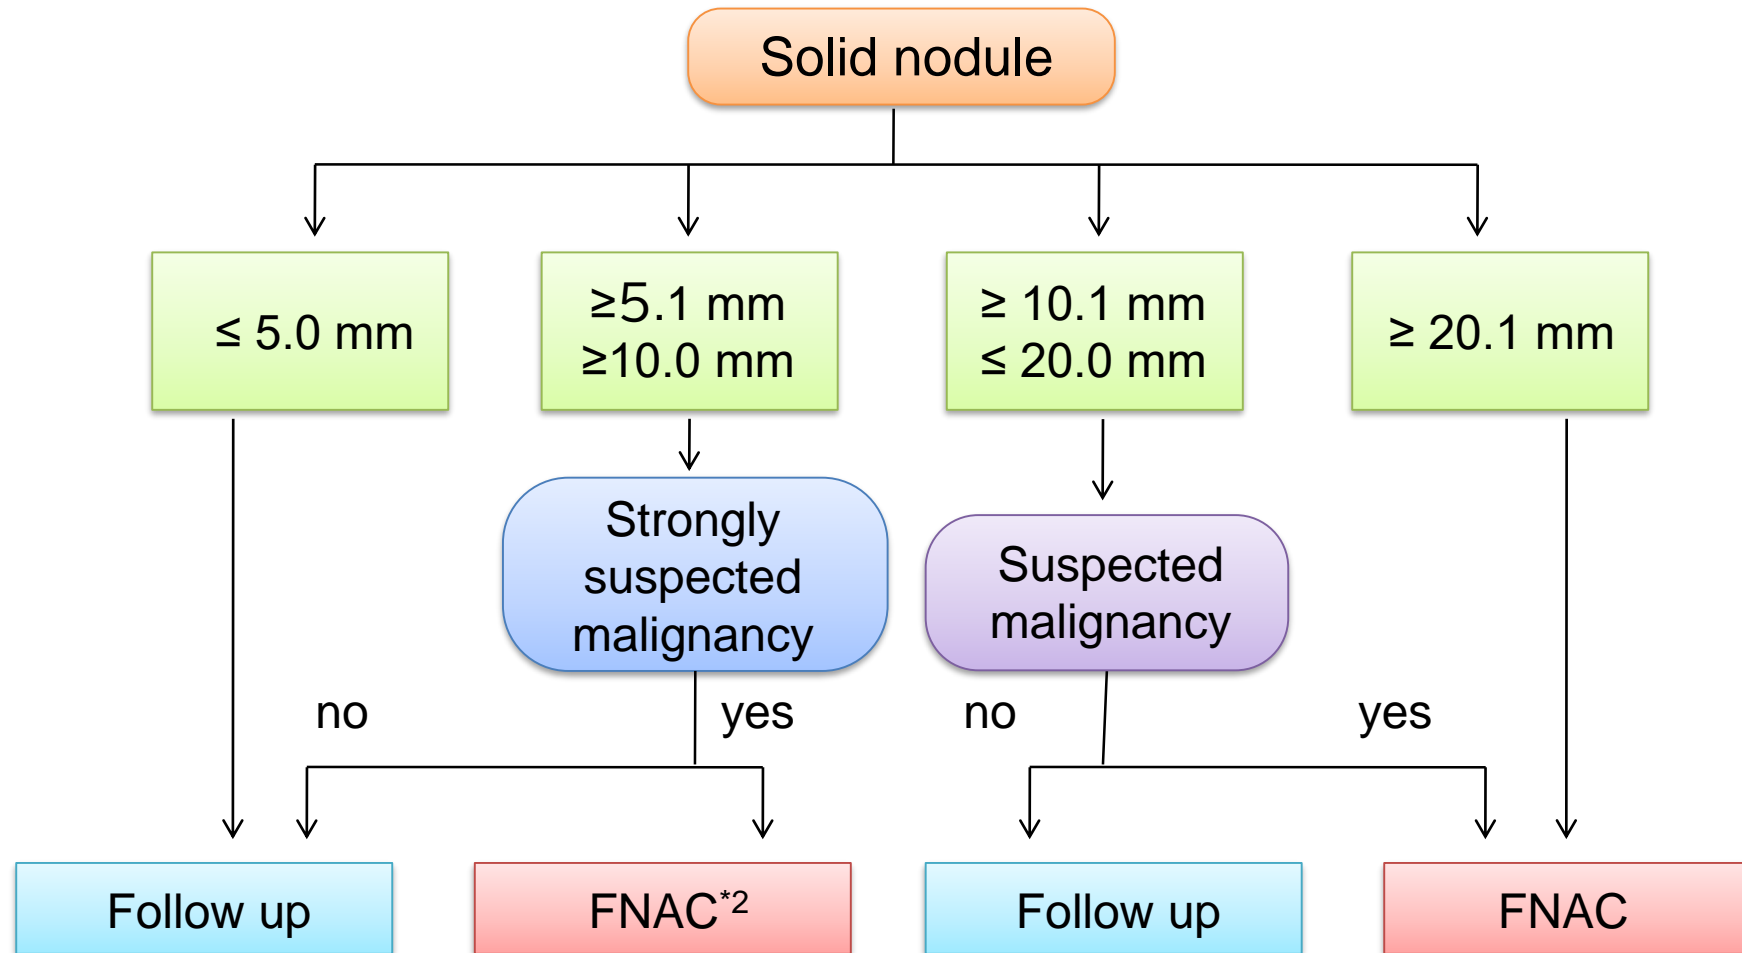 Solid nodule
≤ 5.0 mm
≥5.1 mm
≥10.0 mm
≥ 10.1 mm
≤ 20.0 mm
≥ 20.1 mm
Strongly
suspected
malignancy
Suspected
malignancy
no
yes
no
yes
Follow up
FNAC*2
Follow up
FNAC